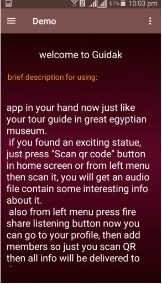 61% 10:03 pm
Demo
welcome to Guidak
brief description for using:
app in your hand now just like
your tour guide in great egyptian
museum.
if you found an exciting statue,
just press "Scan qr code" button
in home screen or from left menu
then scan it, you will get an audio
file contain some interesting info
about it.
also from left menu press fire
share listening button now you
can go to your profile, then add
members so just you scan QR
then all info will be delivered to